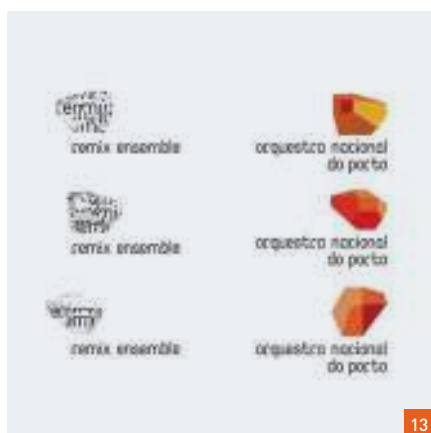 remix ensemble
orquestra nacional
do porto
remix ensemble
orquestra nacional
do porto
remix ensemble
orquestra nacional
do porto
13